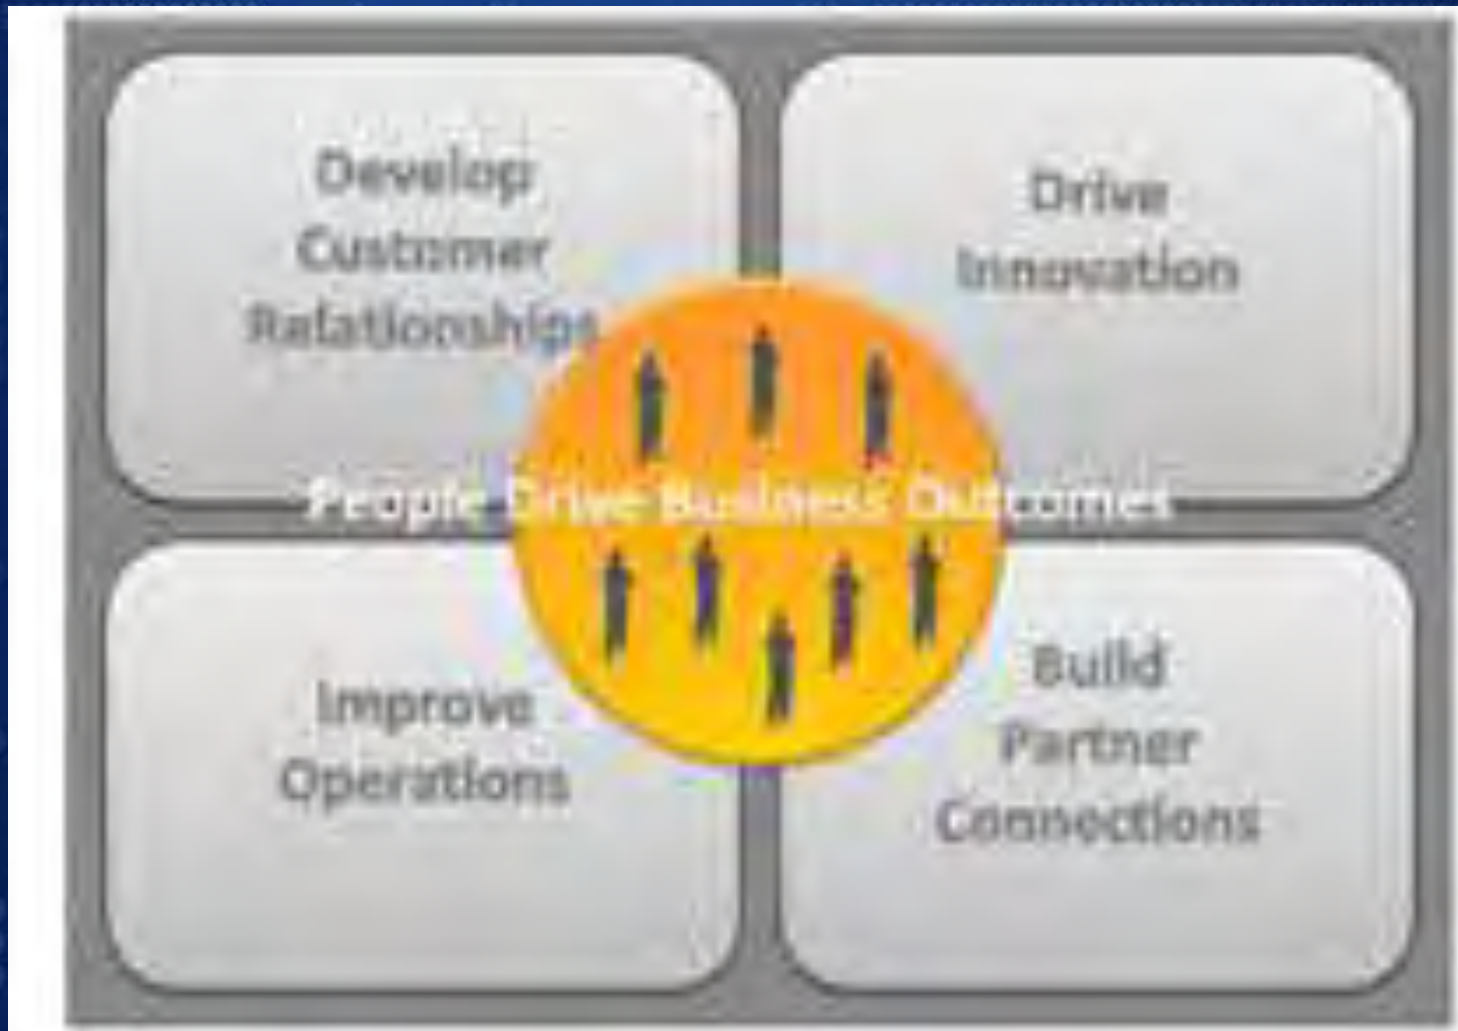 Develop
Customer
Relationships
Drive
Innovation
People Drive Business Outcomes
Improve
Operations
Build
Partner
Connections